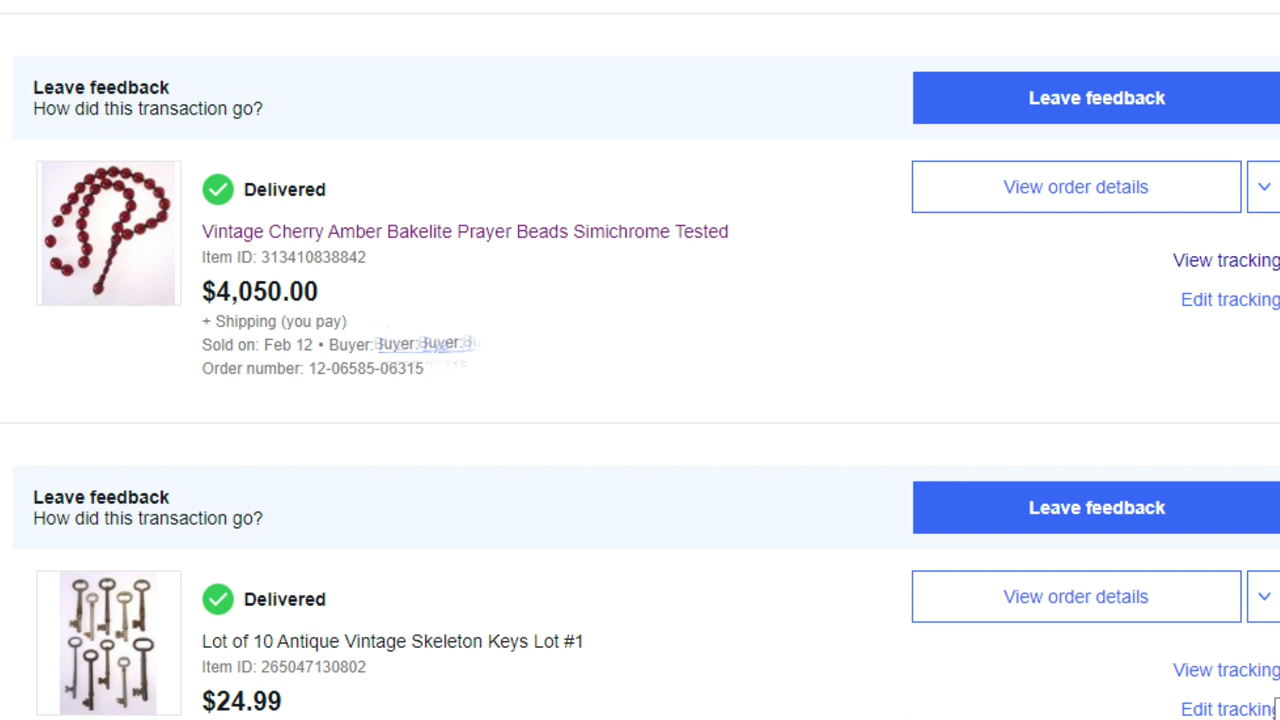 Leave feedback
How did this transaction go?
Leave feedback
Delivered
View order details
Vintage Cherry Amber Bakelite Prayer Beads Simichrome Tested
Item ID: 313410838842
View tracking
$4,050.00
Edit tracking
+ Shipping (you pay)
Sold on: Feb 12 • Buyer:
Order number: 12-06585-06315
Leave feedback
How did this transaction go?
Leave feedback
Delivered
View order details
Lot of 10 Antique Vintage Skeleton Keys Lot #1
Item ID: 265047130802
View tracking
$24.99
Edit tracking